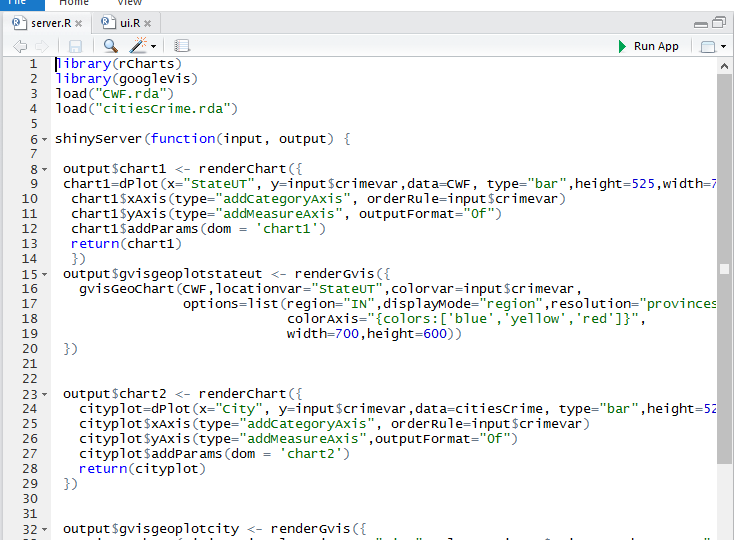 File Home View
server.R × ui.R ×
Run App
1 library(rCharts)
2 library(googleVis)
3 load("CWF.rda")
4 load("citiesCrime.rda")
5
6 shinyServer(function(input, output) {
7
8 output$chart1 <- renderChart({
9 chart1=dPlot(x="StateUT", y=input$crimevar,data=CWF, type="bar",height=525,width=7
10 chart1$xAxis(type="addCategoryAxis", orderRule=input$crimevar)
11 chart1$yAxis(type="addMeasureAxis", outputFormat="0f")
12 chart1$addParams(dom = 'chart1')
13 return(chart1)
14 })
15 output$gvisgeoplotstateut <- renderGvis({
16 gvisGeoChart(CWF,locationvar="StateUT",colorvar=input$crimevar,
17 options=list(region="IN",displayMode="region",resolution="provinces
18 colorAxis="{colors:['blue','yellow','red']}",
19 width=700,height=600))
20 })
21
22
23 output$chart2 <- renderChart({
24 cityplot=dPlot(x="City", y=input$crimevar,data=citiesCrime, type="bar",height=52
25 cityplot$xAxis(type="addCategoryAxis", orderRule=input$crimevar)
26 cityplot$yAxis(type="addMeasureAxis",outputFormat="0f")
27 cityplot$addParams(dom = 'chart2')
28 return(cityplot)
29 })
30
31
32 output$gvisgeoplotcity <- renderGvis({